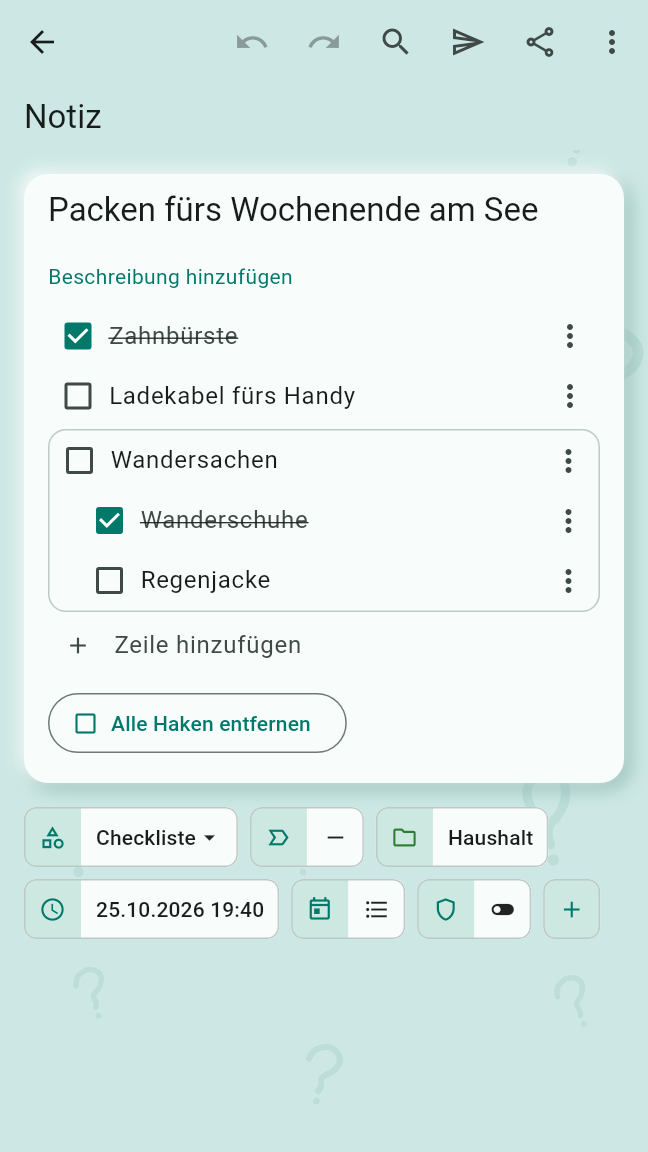 Notiz
Packen fürs Wochenende am See
Beschreibung hinzufügen
Zahnbürste
Ladekabel fürs Handy
Wandersachen
Wanderschuhe
Regenjacke
Zeile hinzufügen
Alle Haken entfernen
Checkliste
Haushalt
25.10.2026 19:40